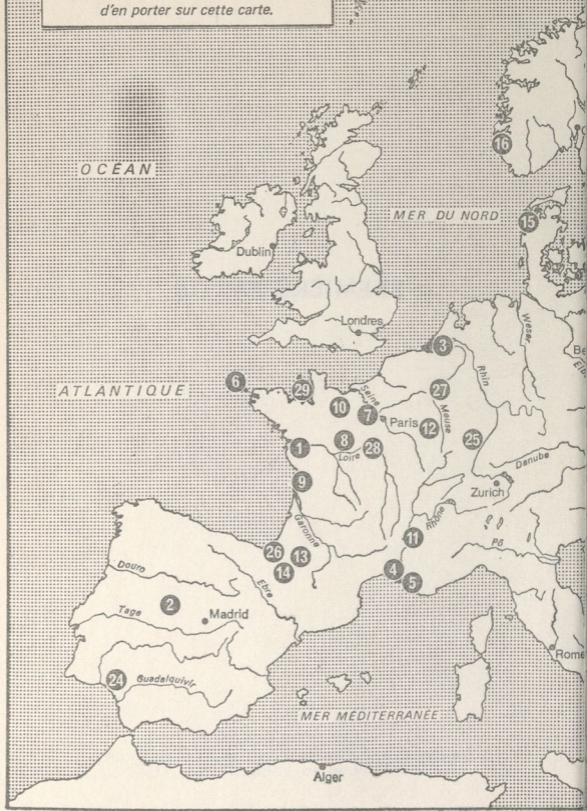 d'en porter sur cette carte.
16
OCÉAN
MER DU NORD
15
Dublin
Londres
3
Weser
Be
Elbe
6
ATLANTIQUE
29
27
Rhin
10
Seine
7
Paris
12
Meuse
1
8
28
25
Loire
Danube
9
Zurich
Garonne
11
Rhône
26
13
Pô
14
4
5
Douro
Ebre
2
Tage
Madrid
Rome
24
Guadalquivir
MER MÉDITERRANÉE
Alger